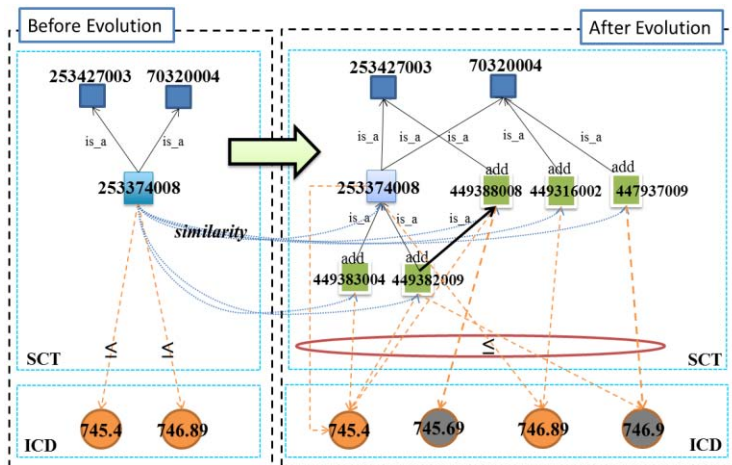 Before Evolution
After Evolution
253427003
70320004
is_a
is_a
253374008
similarity
≤
≤
SCT
745.4
746.89
ICD
253427003
70320004
is_a
is_a
is_a
is_a
is_a
add
add
add
253374008
449388008
449316002
447937009
is_a
is_a
is_a
add
add
449383004
449382009
≤
SCT
745.4
745.69
746.89
746.9
ICD